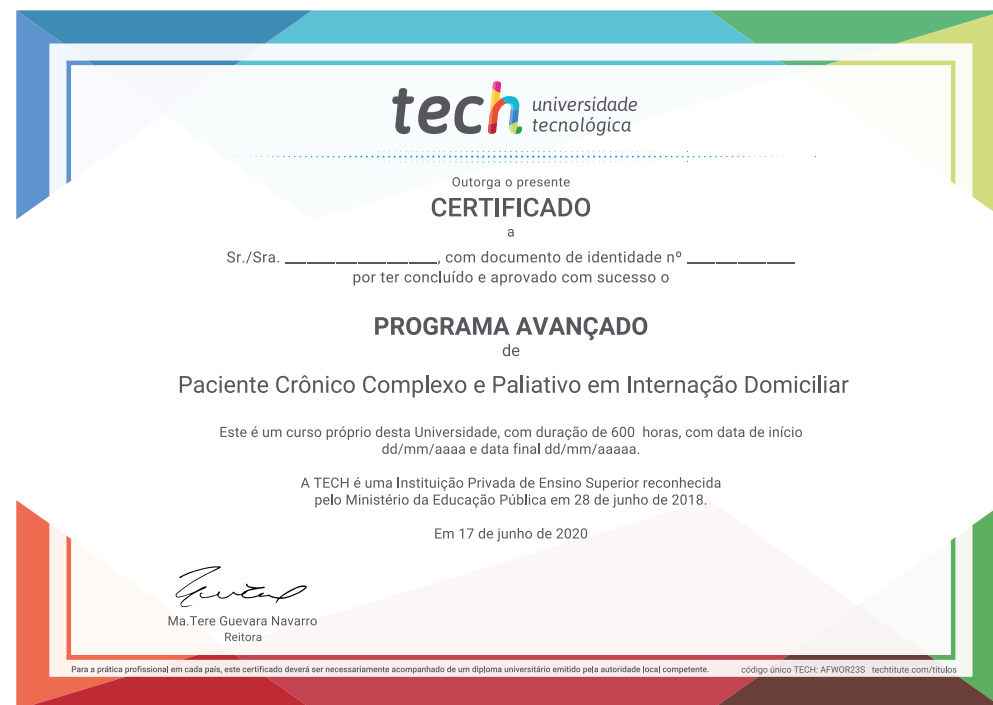 tech universidade
tecnológica
Outorga o presente
CERTIFICADO
a
Sr./Sra. ______________, com documento de identidade nº __________
por ter concluído e aprovado com sucesso o
PROGRAMA AVANÇADO
de
Paciente Crônico Complexo e Paliativo em Internação Domiciliar
Este é um curso próprio desta Universidade, com duração de 600 horas, com data de início
dd/mm/aaaa e data final dd/mm/aaaaa.
A TECH é uma Instituição Privada de Ensino Superior reconhecida
pelo Ministério da Educação Pública em 28 de junho de 2018.
Em 17 de junho de 2020
Ma.Tere Guevara Navarro
Reitora
Para a prática profissional em cada país, este certificado deverá ser necessariamente acompanhado de um diploma universitário emitido pela autoridade local competente. código único TECH: AFWOR23S techtitute.com/titulos